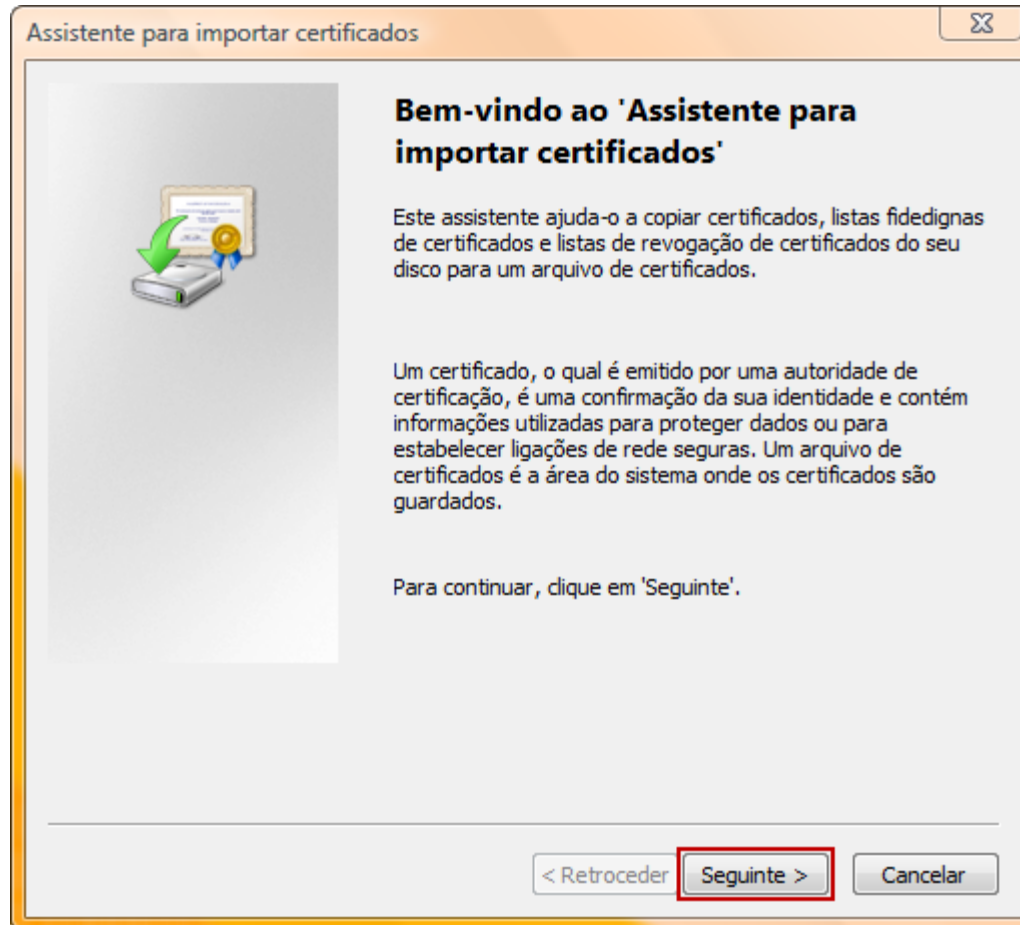 Assistente para importar certificados
Bem-vindo ao 'Assistente para
importar certificados'
Este assistente ajuda-o a copiar certificados, listas fidedignas
de certificados e listas de revogação de certificados do seu
disco para um arquivo de certificados.
Um certificado, o qual é emitido por uma autoridade de
certificação, é uma confirmação da sua identidade e contém
informações utilizadas para proteger dados ou para
estabelecer ligações de rede seguras. Um arquivo de
certificados é a área do sistema onde os certificados são
guardados.
Para continuar, clique em 'Seguinte'.
< Retroceder Seguinte > Cancelar